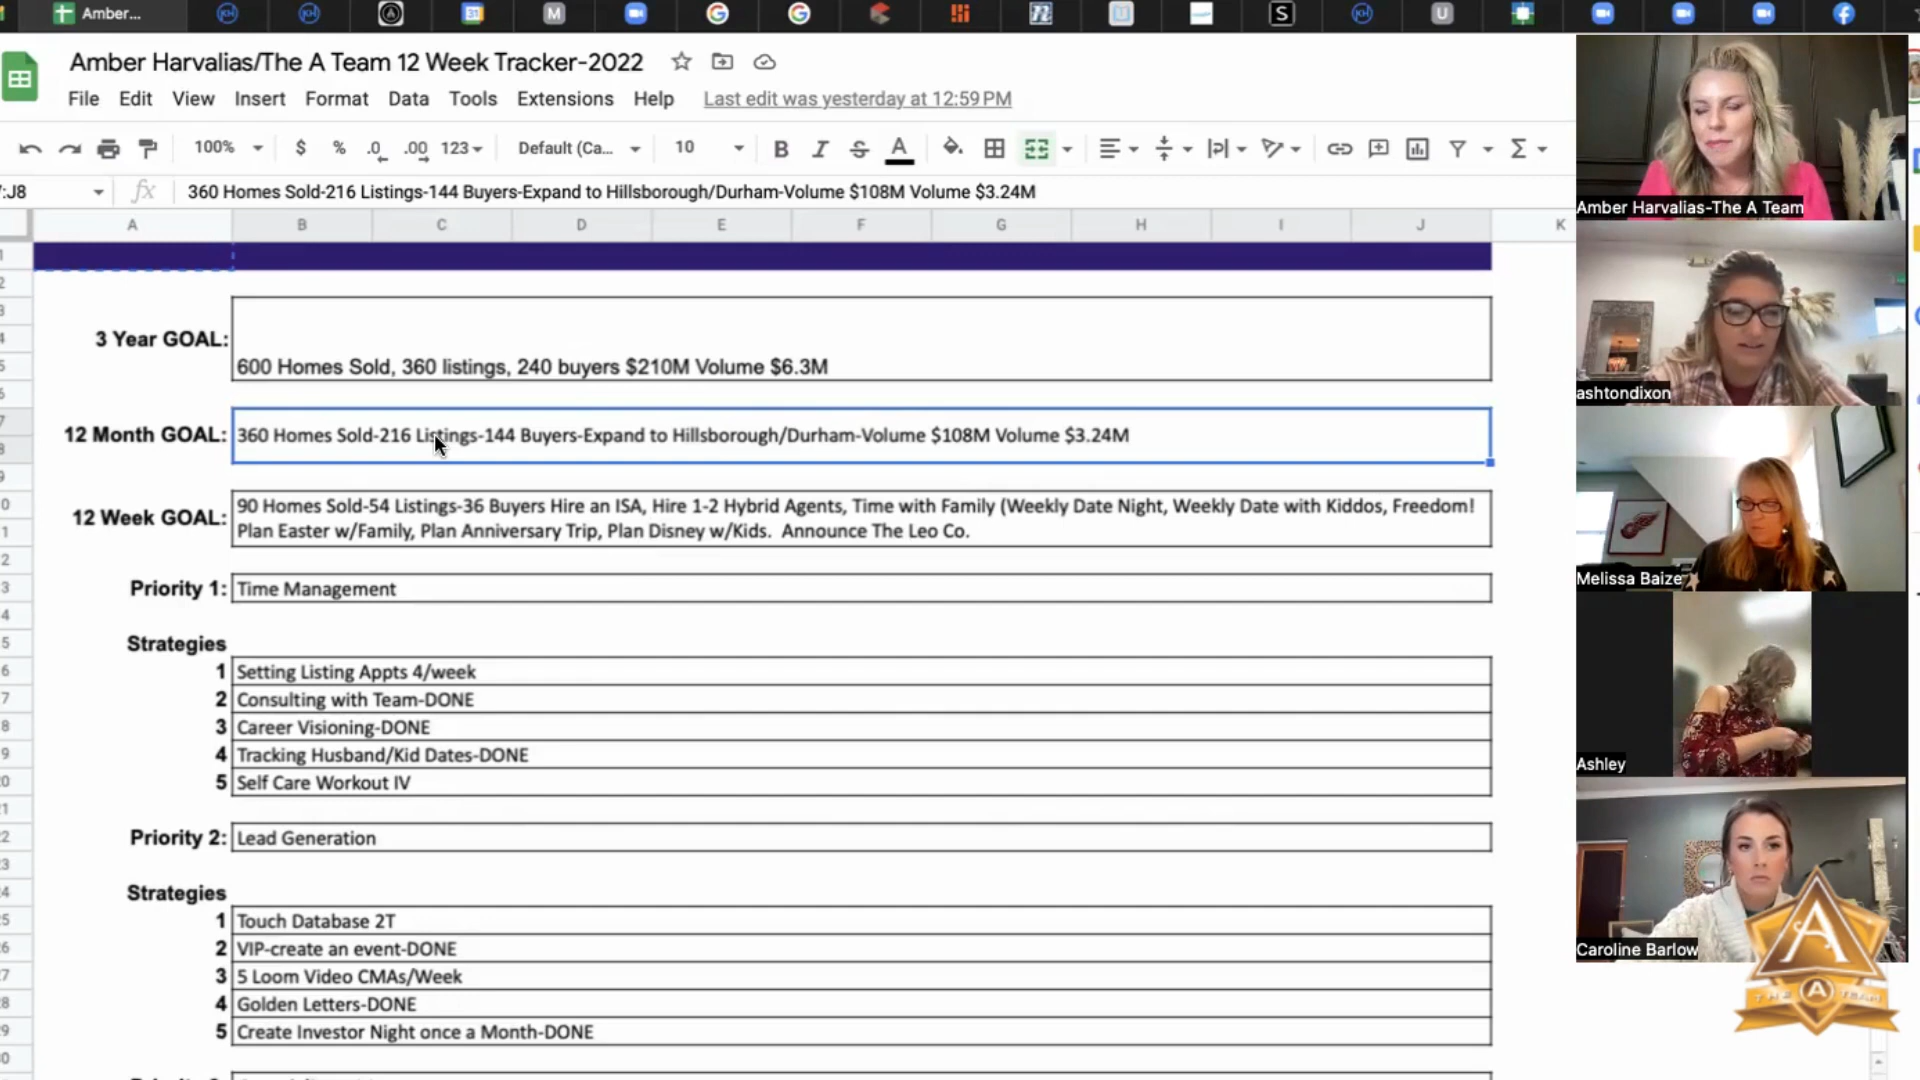 Amber...
Amber Harvalias/The A Team 12 Week Tracker-2022
File Edit View Insert Format Data Tools Extensions Help Last edit was yesterday at 12:59 PM
100% $ % .0 .00 123 Default (Ca... 10 B I S A
:J8 fx 360 Homes Sold-216 Listings-144 Buyers-Expand to Hillsborough/Durham-Volume $108M Volume $3.24M
A B C D E F G H I J K
3 Year GOAL: 600 Homes Sold, 360 listings, 240 buyers $210M Volume $6.3M
12 Month GOAL: 360 Homes Sold-216 Listings-144 Buyers-Expand to Hillsborough/Durham-Volume $108M Volume $3.24M
12 Week GOAL: 90 Homes Sold-54 Listings-36 Buyers Hire an ISA, Hire 1-2 Hybrid Agents, Time with Family (Weekly Date Night, Weekly Date with Kiddos, Freedom!
Plan Easter w/Family, Plan Anniversary Trip, Plan Disney w/Kids. Announce The Leo Co.
Priority 1: Time Management
Strategies
1 Setting Listing Appts 4/week
2 Consulting with Team-DONE
3 Career Visioning-DONE
4 Tracking Husband/Kid Dates-DONE
5 Self Care Workout IV
Priority 2: Lead Generation
Strategies
1 Touch Database 2T
2 VIP-create an event-DONE
3 5 Loom Video CMAs/Week
4 Golden Letters-DONE
5 Create Investor Night once a Month-DONE
Amber Harvalias-The A Team
ashtondixon
Melissa Baize
Ashley
Caroline Barlow
A
THE A TEAM